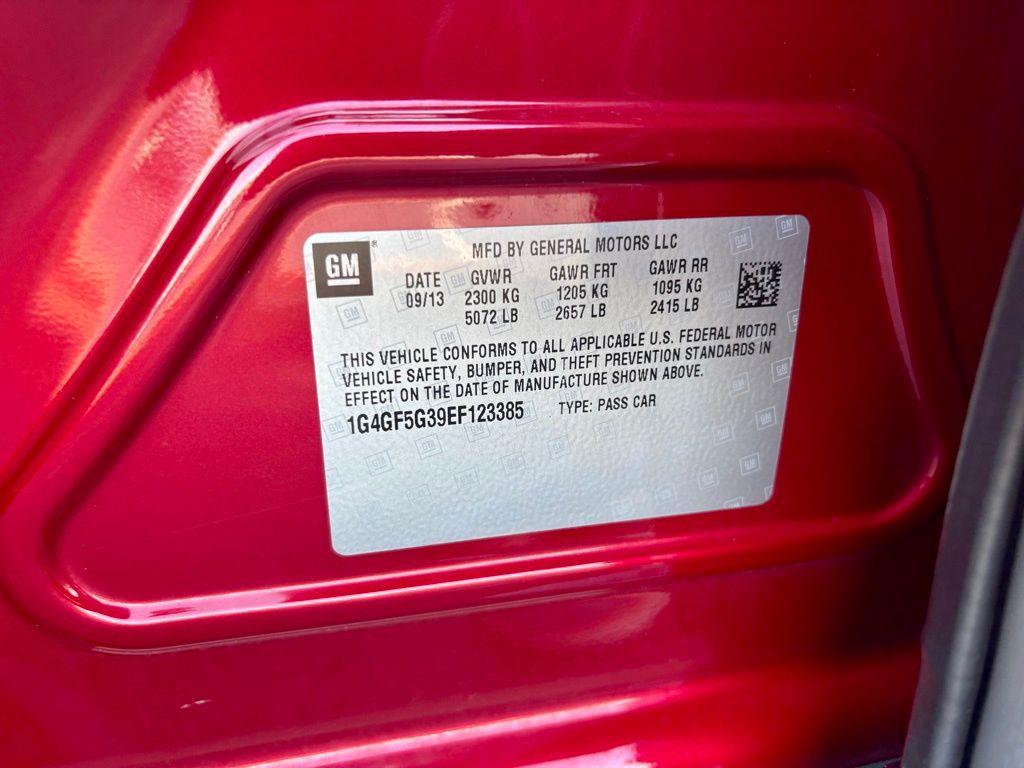 GM
MFD BY GENERAL MOTORS LLC
DATE GVWR GAWR FRT GAWR RR
09/13 2300 KG 1205 KG 1095 KG
5072 LB 2657 LB 2415 LB
THIS VEHICLE CONFORMS TO ALL APPLICABLE U.S. FEDERAL MOTOR
VEHICLE SAFETY, BUMPER, AND THEFT PREVENTION STANDARDS IN
EFFECT ON THE DATE OF MANUFACTURE SHOWN ABOVE.
1G4GF5G39EF123385 TYPE: PASS CAR